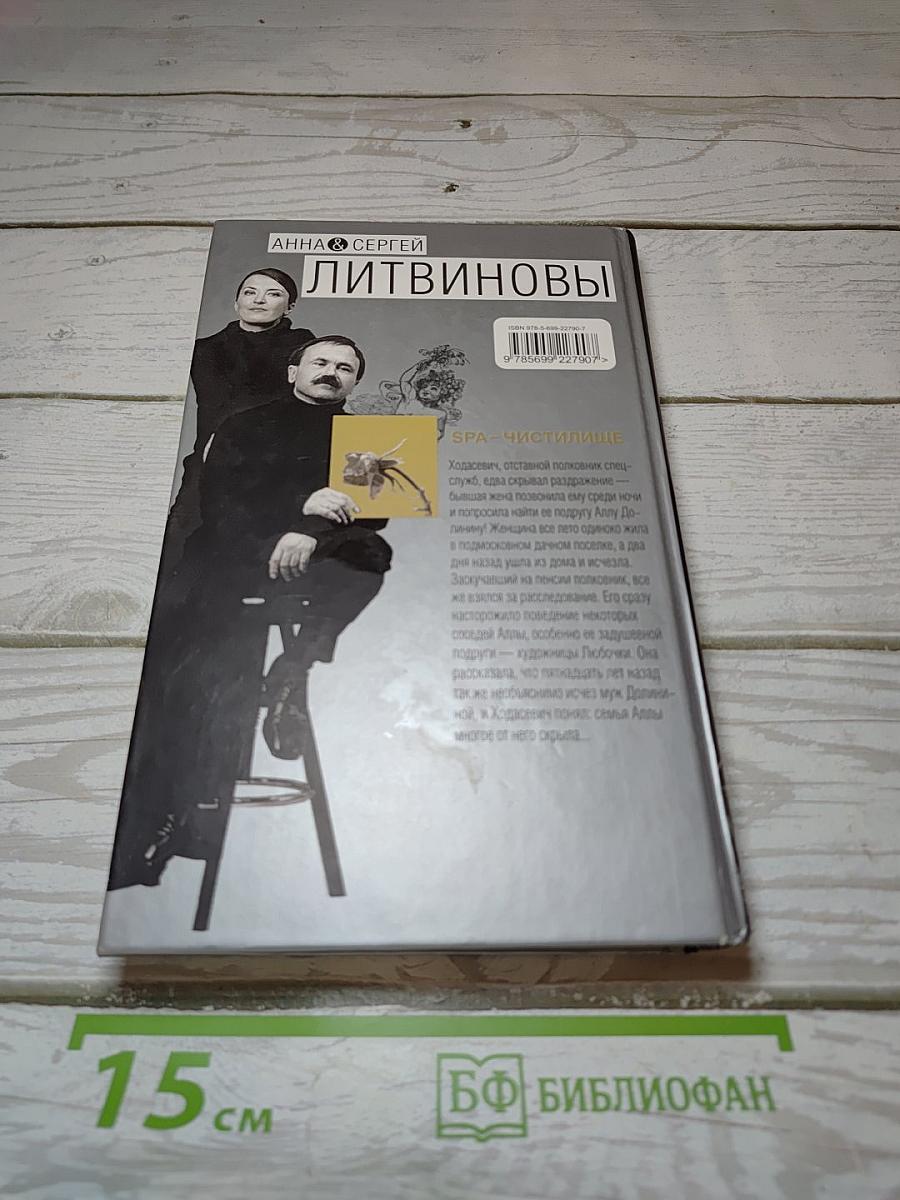 АННА & СЕРГЕЙ
ЛИТВИНОВЫ
ISBN 978-5-699-22790-7
9 785699 227907 >
SPA – ЧИСТИЛИЩЕ
Ходасевич, отставной полковник спец-
служб, едва скрывал раздражение —
бывшая жена позвонила ему среди ночи
и попросила найти ее подругу Аллу До-
линину! Женщина все лето одиноко жила
в подмосковном дачном поселке, а два
дня назад ушла из дома и исчезла.
Заскучавший на пенсии полковник, все
же взялся за расследование. Его сразу
насторожило поведение некоторых
соседей Аллы, особенно ее задушевной
подруги — художницы Любочки. Она
рассказала, что пятнадцать лет назад
так же необъяснимо исчез муж Долини-
ной, и Ходасевич понял: семья Аллы
многое от него скрыла...
15 см
БФ БИБЛИОФАН